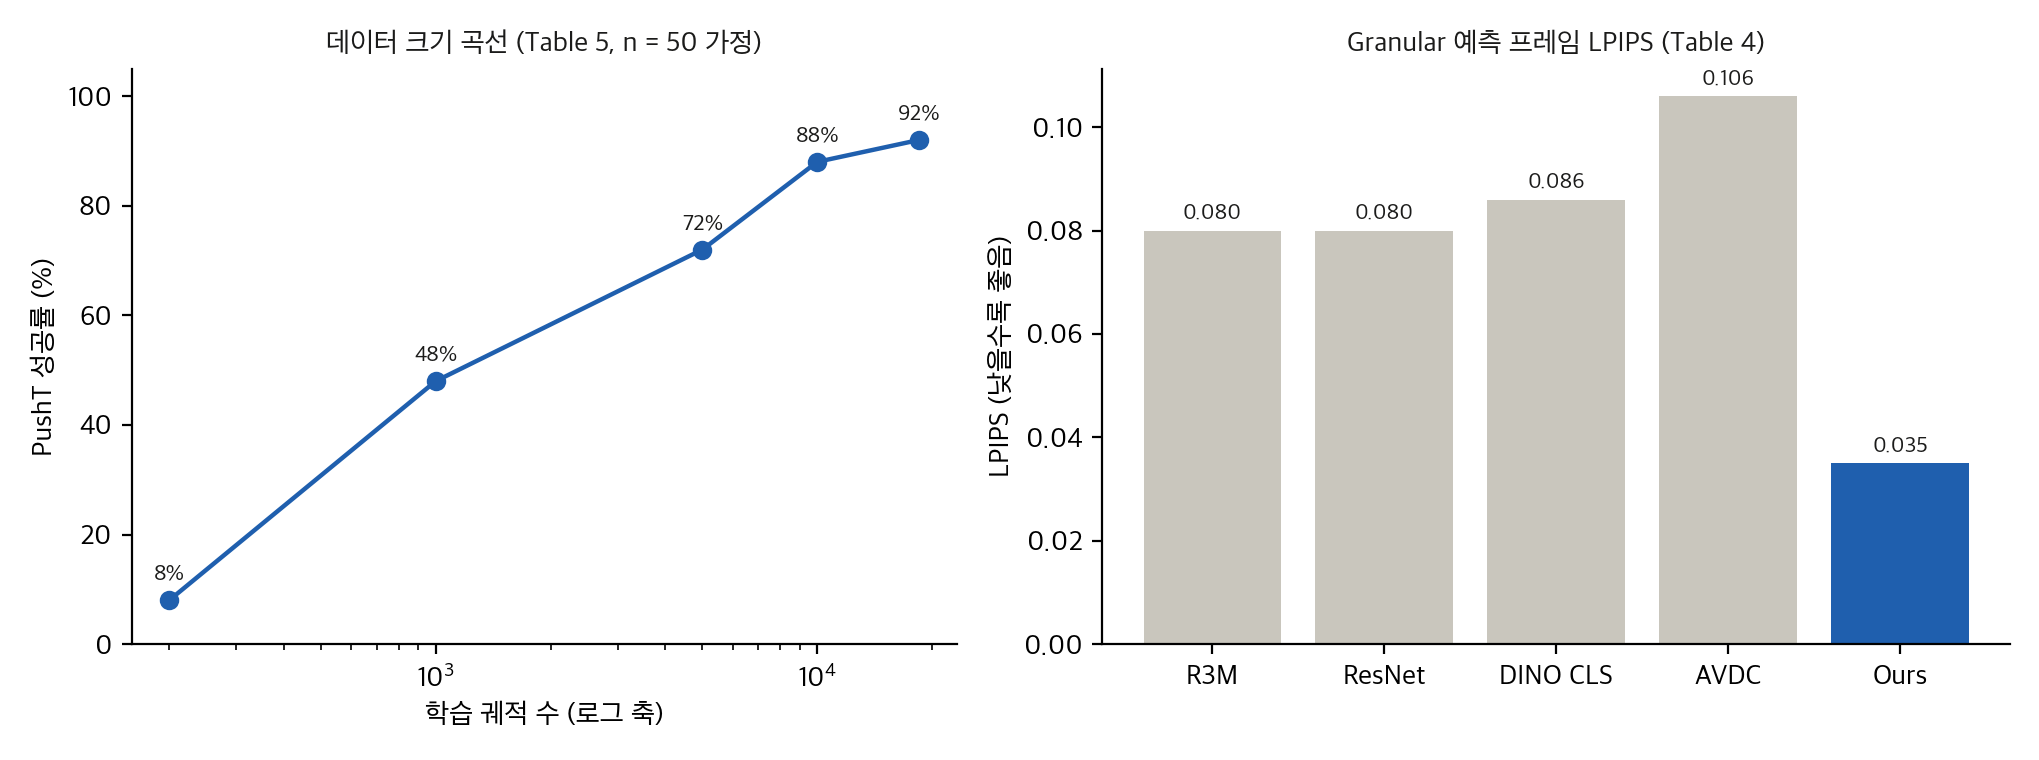 데이터 크기 곡선 (Table 5, n = 50 가정)
PushT 성공률 (%)
100
80
60
40
20
0
8%
48%
72%
88%
92%
10³
10⁴
학습 궤적 수 (로그 축)
Granular 예측 프레임 LPIPS (Table 4)
LPIPS (낮을수록 좋음)
0.10
0.08
0.06
0.04
0.02
0.00
0.080
0.080
0.086
0.106
0.035
R3M
ResNet
DINO CLS
AVDC
Ours